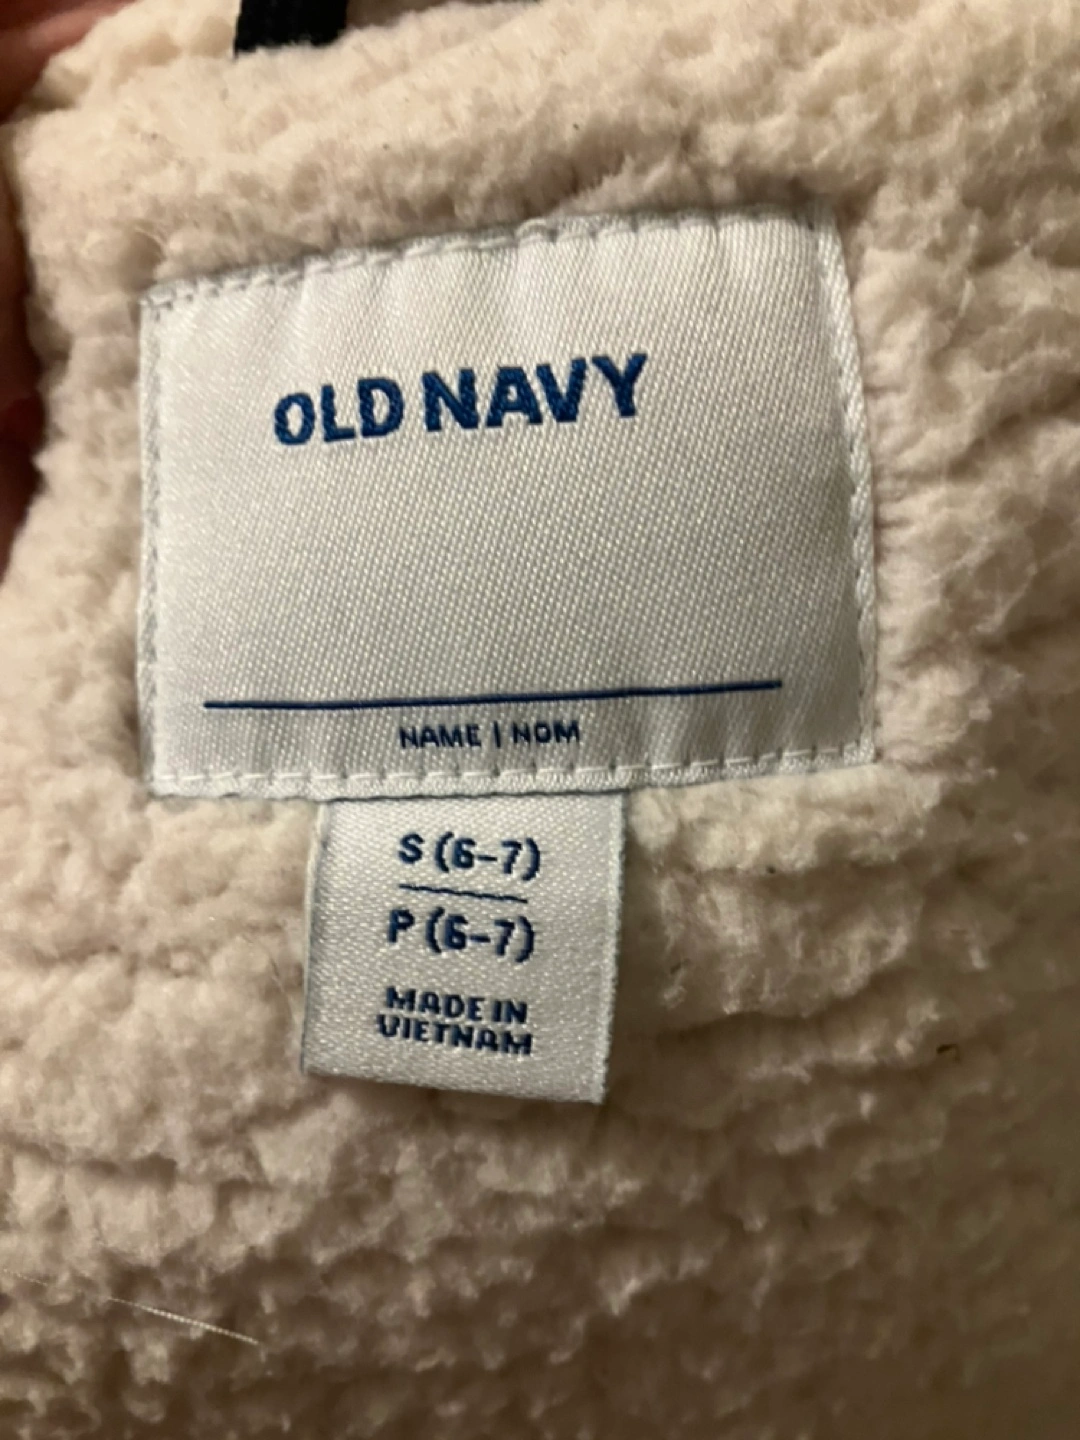 OLD NAVY
NAME | NOM
S (6-7)
P (6-7)
MADE IN
VIETNAM